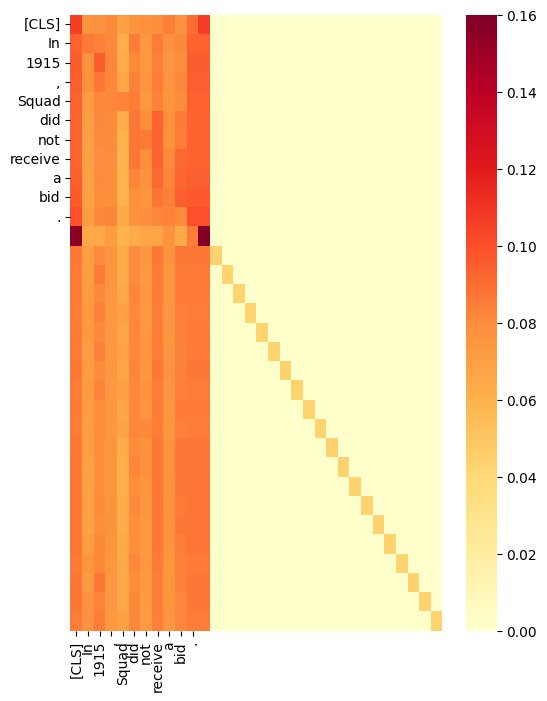 [CLS]
In
1915
,
Squad
did
not
receive
a
bid
.
0.16
0.14
0.12
0.10
0.08
0.06
0.04
0.02
0.00
[CLS]
In
1915
,
Squad
did
not
receive
a
bid
.